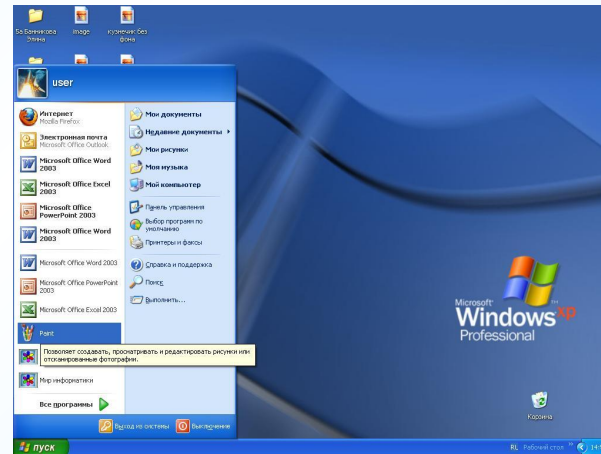 5а Банникова
Элина
image
кузнечик без
фона
user
Интернет
Mozilla Firefox
Электронная почта
Microsoft Office Outlook
Microsoft Office Word
2003
Microsoft Office Excel
2003
Microsoft Office
PowerPoint 2003
Microsoft Office Word
2003
Microsoft Office Word 2003
Microsoft Office PowerPoint
2003
Microsoft Office Excel 2003
Paint
Позволяет создавать, просматривать и редактировать рисунки или
отсканированные фотографии.
Мир информатики
Все программы
Мои документы
Недавние документы
Мои рисунки
Моя музыка
Мой компьютер
Панель управления
Выбор программ по
умолчанию
Принтеры и факсы
Справка и поддержка
Поиск
Выполнить...
Выход из системы
Выключение
Microsoft
Windows xp
Professional
Корзина
пуск
RL
Рабочий стол